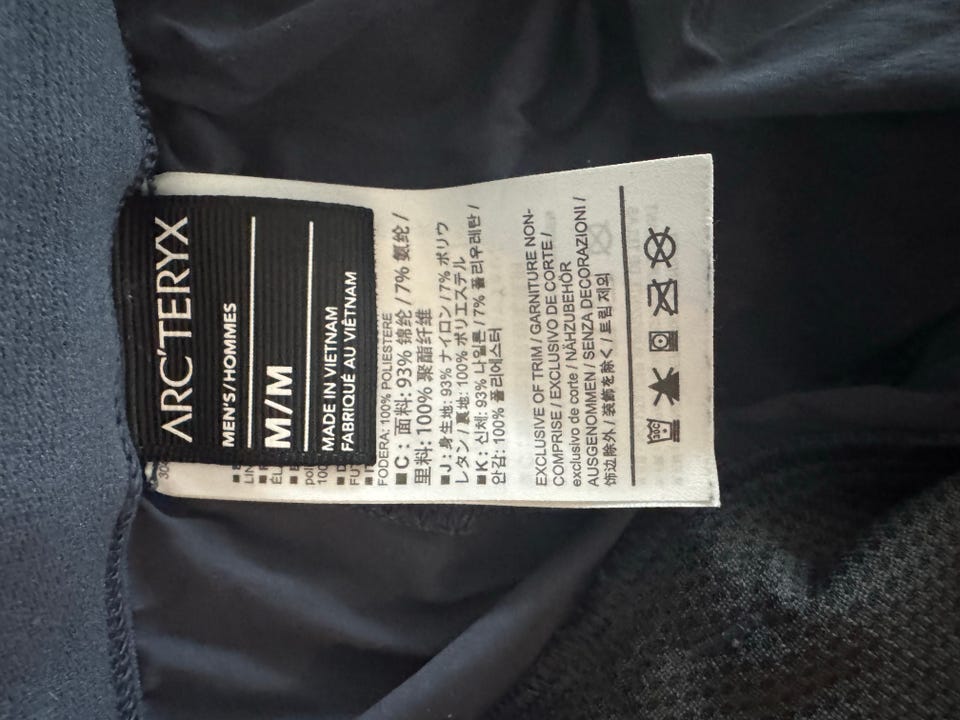 ARC'TERYX
MEN'S/HOMMES
M/M
MADE IN VIETNAM
FABRIQUÉ AU VIÊTNAM
FODERA: 100% POLIESTERE
■ C : 面料: 93% 锦纶 / 7% 氨纶 /
里料: 100% 聚酯纤维
■ J : 身生地: 93% ナイロン / 7% ポリウ
レタン / 裏地: 100% ポリエステル
■ K : 신체: 93% 나일론 / 7% 폴리우레탄 /
안감: 100% 폴리에스터
EXCLUSIVE OF TRIM / GARNITURE NON-
COMPRISE / EXCLUSIVO DE CORTE /
exclusivo de corte / NÄHZUBEHÖR
AUSGENOMMEN / SENZA DECORAZIONI /
饰边除外 / 装飾を除く / 트림 제외
30C